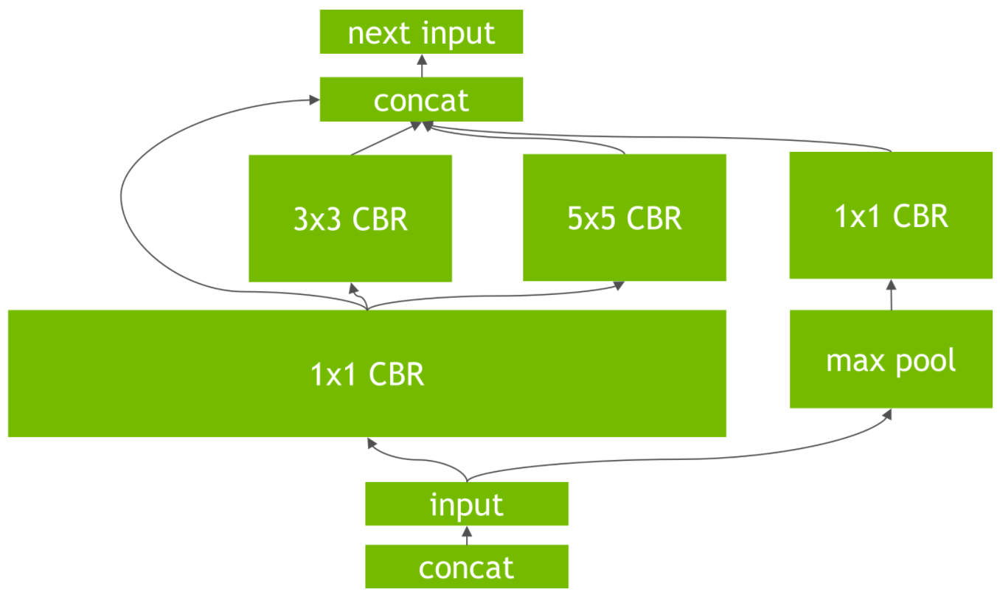 next input
concat
3x3 CBR
5x5 CBR
1x1 CBR
1x1 CBR
max pool
input
concat